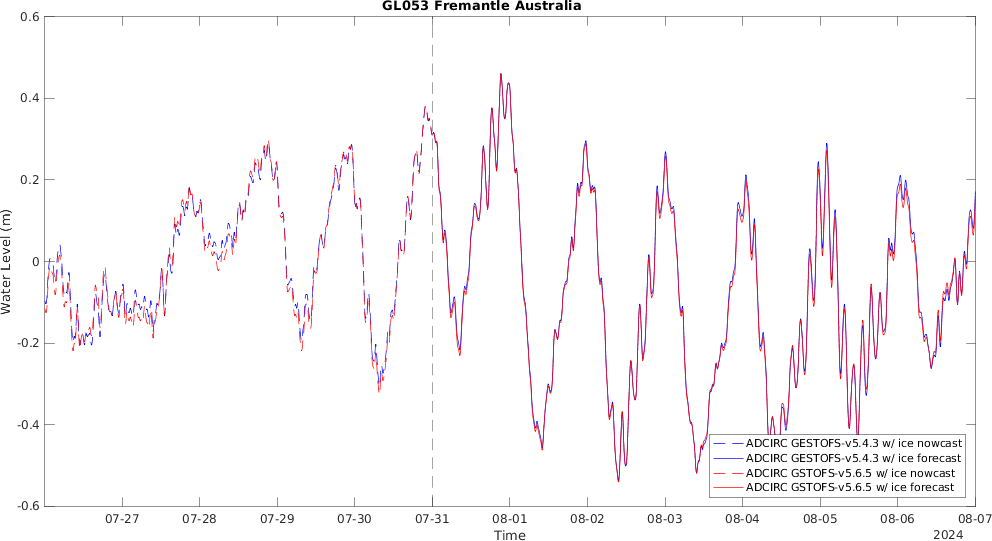 GL053 Fremantle Australia
0.6
0.4
0.2
0
-0.2
-0.4
-0.6
Water Level (m)
ADCIRC GESTOFS-v5.4.3 w/ ice nowcast
ADCIRC GESTOFS-v5.4.3 w/ ice forecast
ADCIRC GSTOFS-v5.6.5 w/ ice nowcast
ADCIRC GSTOFS-v5.6.5 w/ ice forecast
07-27 07-28 07-29 07-30 07-31 08-01 08-02 08-03 08-04 08-05 08-06 08-07
Time
2024